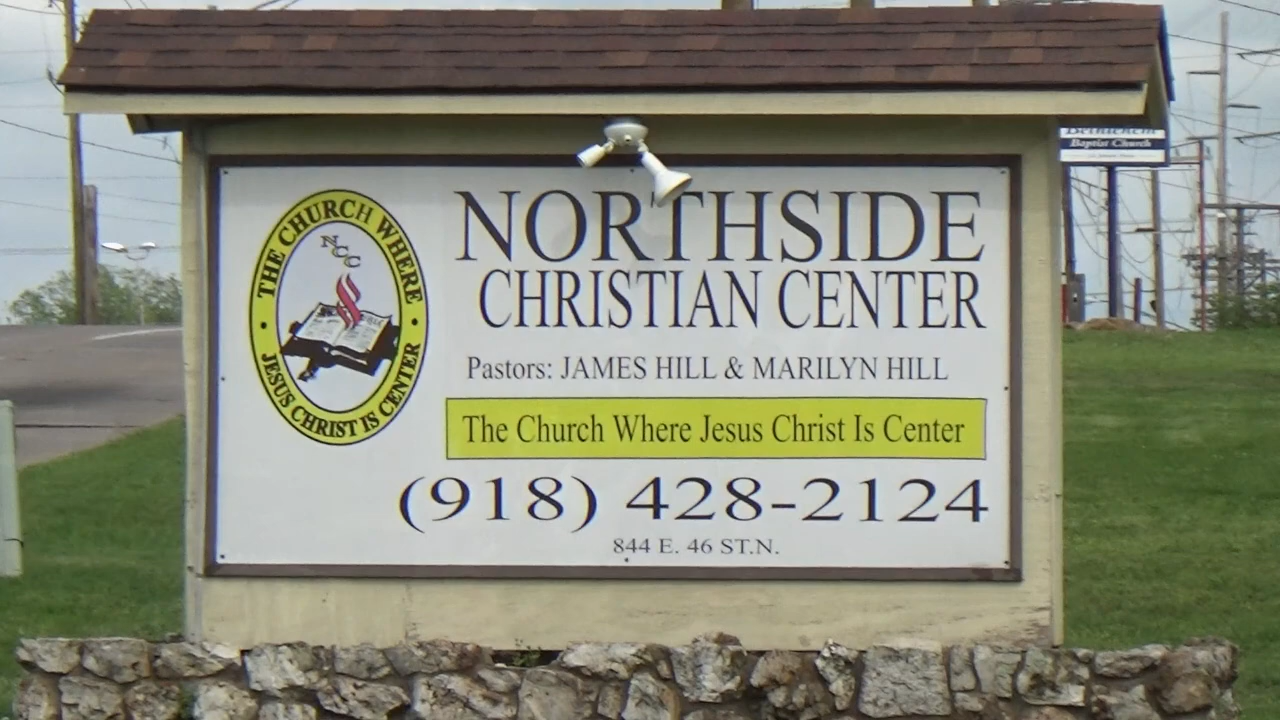 THE CHURCH WHERE
NCC
JESUS CHRIST IS CENTER
NORTHSIDE
CHRISTIAN CENTER
Pastors: JAMES HILL & MARILYN HILL
The Church Where Jesus Christ Is Center
(918) 428-2124
844 E. 46 ST.N.
Bethlehem
Baptist Church